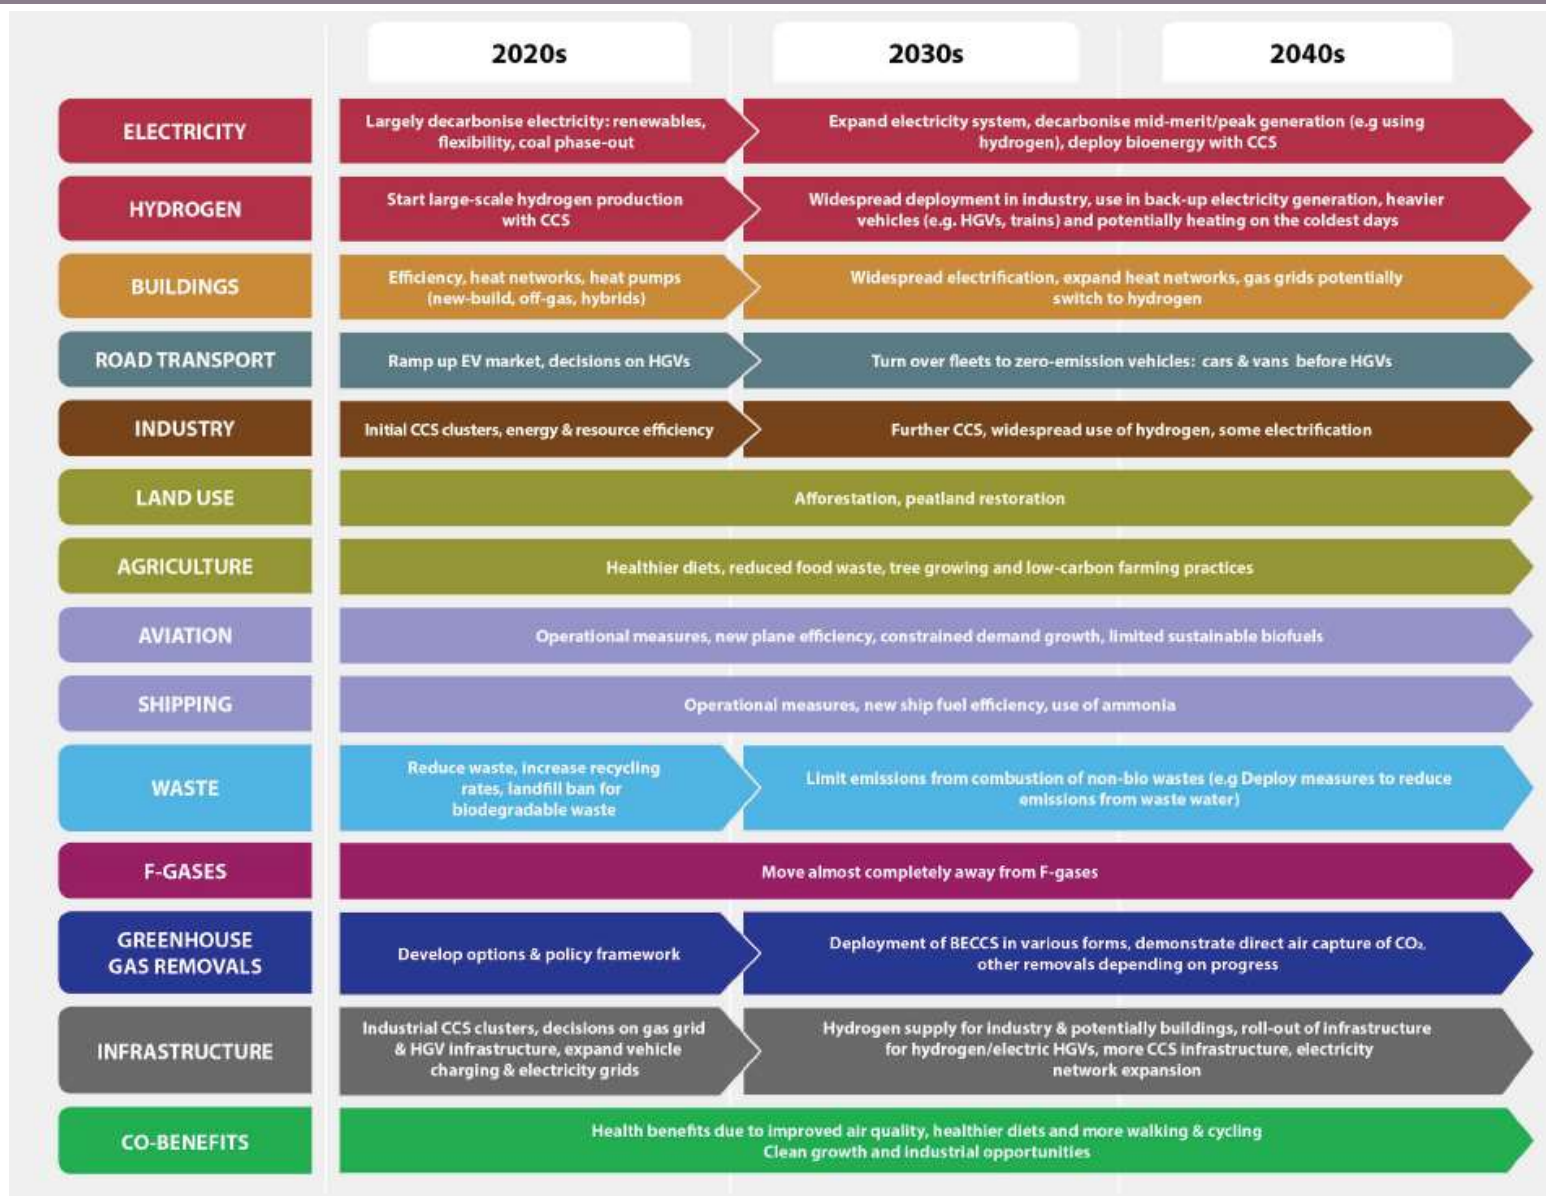 2020s
2030s
2040s
ELECTRICITY
Largely decarbonise electricity: renewables,
flexibility, coal phase-out
Expand electricity system, decarbonise mid-merit/peak generation (e.g using
hydrogen), deploy bioenergy with CCS
HYDROGEN
Start large-scale hydrogen production
with CCS
Widespread deployment in industry, use in back-up electricity generation, heavier
vehicles (e.g. HGVs, trains) and potentially heating on the coldest days
BUILDINGS
Efficiency, heat networks, heat pumps
(new-build, off-gas, hybrids)
Widespread electrification, expand heat networks, gas grids potentially
switch to hydrogen
ROAD TRANSPORT
Ramp up EV market, decisions on HGVs
Turn over fleets to zero-emission vehicles: cars & vans before HGVs
INDUSTRY
Initial CCS clusters, energy & resource efficiency
Further CCS, widespread use of hydrogen, some electrification
LAND USE
Afforestation, peatland restoration
AGRICULTURE
Healthier diets, reduced food waste, tree growing and low-carbon farming practices
AVIATION
Operational measures, new plane efficiency, constrained demand growth, limited sustainable biofuels
SHIPPING
Operational measures, new ship fuel efficiency, use of ammonia
WASTE
Reduce waste, increase recycling
rates, landfill ban for
biodegradable waste
Limit emissions from combustion of non-bio wastes (e.g Deploy measures to reduce
emissions from waste water)
F-GASES
Move almost completely away from F-gases
GREENHOUSE
GAS REMOVALS
Develop options & policy framework
Deployment of BECCS in various forms, demonstrate direct air capture of CO₂,
other removals depending on progress
INFRASTRUCTURE
Industrial CCS clusters, decisions on gas grid
& HGV infrastructure, expand vehicle
charging & electricity grids
Hydrogen supply for industry & potentially buildings, roll-out of infrastructure
for hydrogen/electric HGVs, more CCS infrastructure, electricity
network expansion
CO-BENEFITS
Health benefits due to improved air quality, healthier diets and more walking & cycling
Clean growth and industrial opportunities